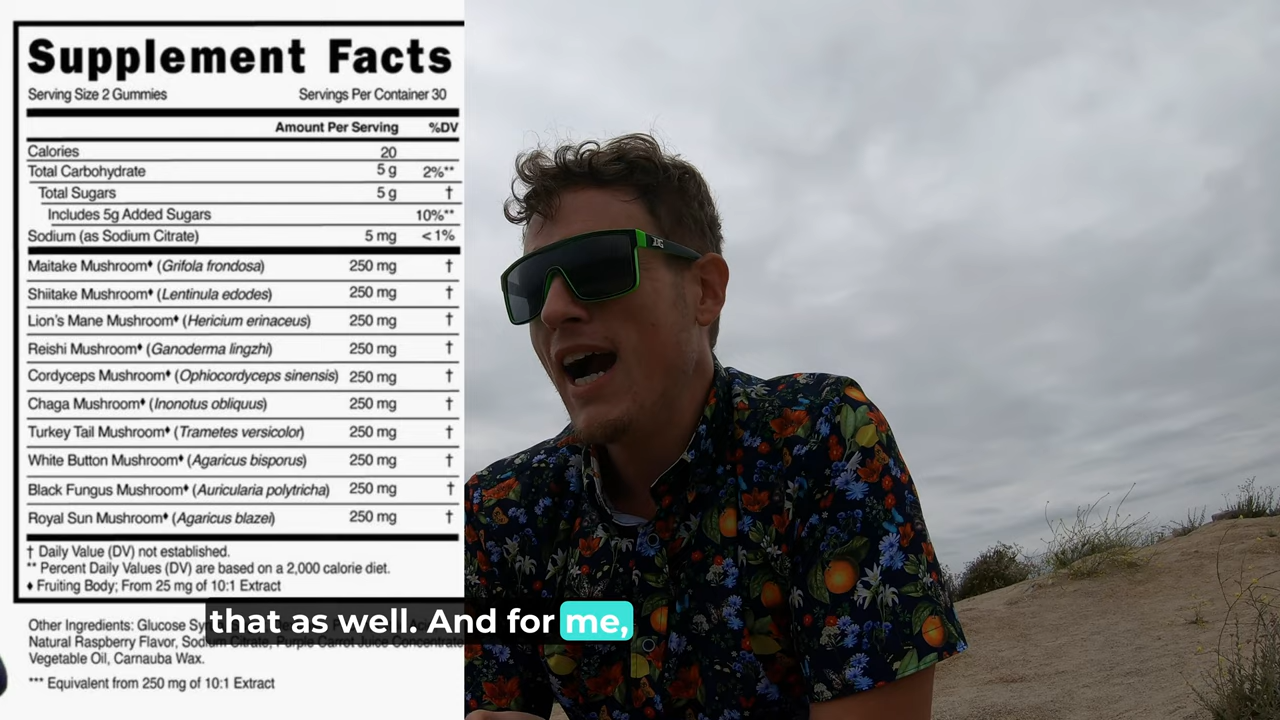 Supplement Facts
Serving Size 2 Gummies Servings Per Container 30
Amount Per Serving %DV
Calories 20
Total Carbohydrate 5 g 2%**
Total Sugars 5 g †
Includes 5g Added Sugars 10%**
Sodium (as Sodium Citrate) 5 mg <1%
Maitake Mushroom♦ (Grifola frondosa) 250 mg †
Shiitake Mushroom♦ (Lentinula edodes) 250 mg †
Lion's Mane Mushroom♦ (Hericium erinaceus) 250 mg †
Reishi Mushroom♦ (Ganoderma lingzhi) 250 mg †
Cordyceps Mushroom♦ (Ophiocordyceps sinensis) 250 mg †
Chaga Mushroom♦ (Inonotus obliquus) 250 mg †
Turkey Tail Mushroom♦ (Trametes versicolor) 250 mg †
White Button Mushroom♦ (Agaricus bisporus) 250 mg †
Black Fungus Mushroom♦ (Auricularia polytricha) 250 mg †
Royal Sun Mushroom♦ (Agaricus blazei) 250 mg †
† Daily Value (DV) not established.
** Percent Daily Values (DV) are based on a 2,000 calorie diet.
♦ Fruiting Body; From 25 mg of 10:1 Extract
Other Ingredients: Glucose
Natural Raspberry Flavor, Sodium Citrate, Purple Carrot Juice Concentrate
Vegetable Oil, Carnauba Wax.
*** Equivalent from 250 mg of 10:1 Extract
that as well. And for me,